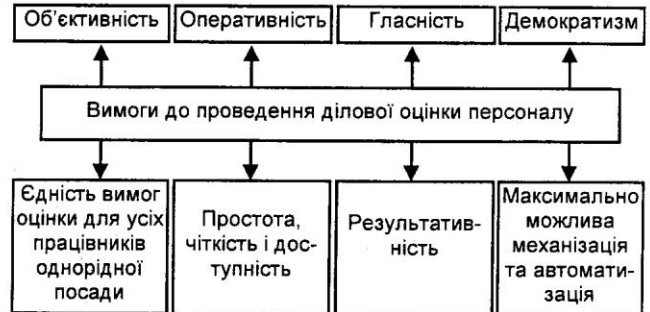 Об'єктивність
Оперативність
Гласність
Демократизм
Вимоги до проведення ділової оцінки персоналу
Єдність вимог
оцінки для усіх
працівників
однорідної
посади
Простота,
чіткість і дос-
тупність
Результатив-
ність
Максимально
можлива
механізація
та автомати-
зація